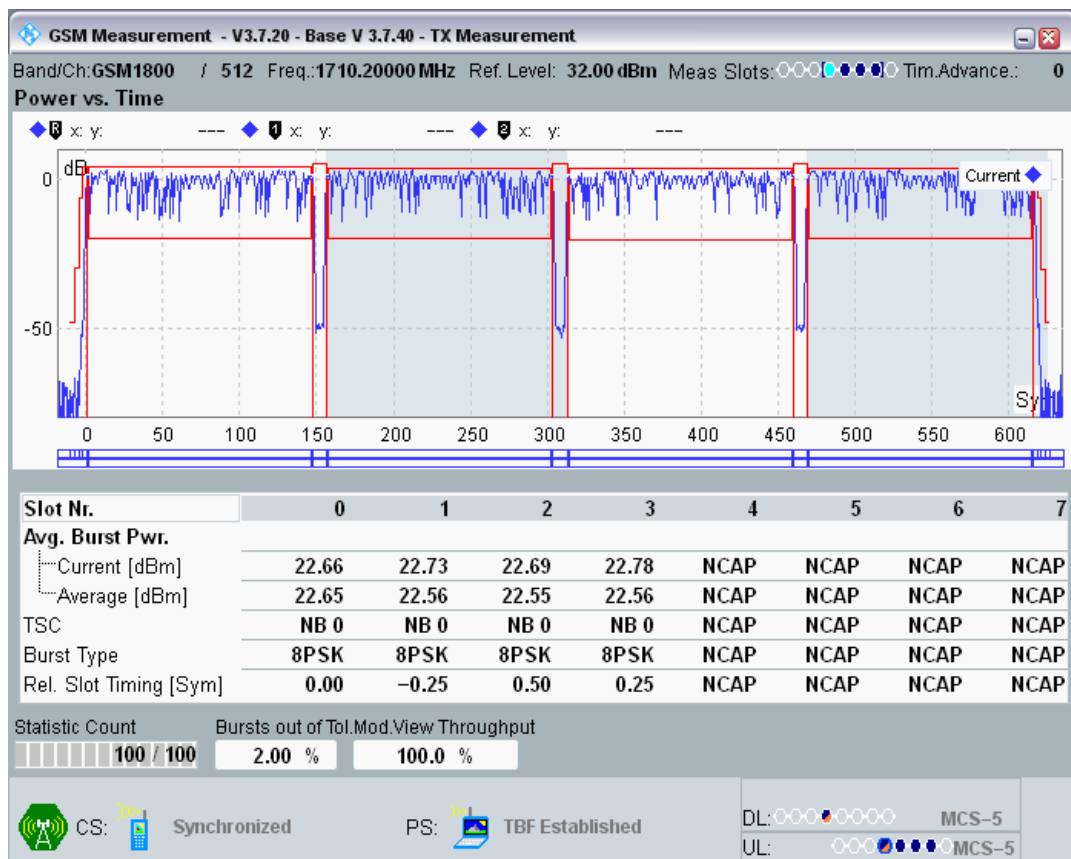 GSM Measurement - V3.7.20 - Base V 3.7.40 - TX Measurement
Band/Ch:GSM1800 / 512 Freq.:1710.20000 MHz Ref. Level: 32.00 dBm Meas Slots: Tim.Advance.: 0
Power vs. Time
R x: y: --- 1 x: y: --- 2 x: y: ---
dB
Current
0
-50
Sy
0 50 100 150 200 250 300 350 400 450 500 550 600
Slot Nr. 0 1 2 3 4 5 6 7
Avg. Burst Pwr.
Current [dBm] 22.66 22.73 22.69 22.78 NCAP NCAP NCAP NCAP
Average [dBm] 22.65 22.56 22.55 22.56 NCAP NCAP NCAP NCAP
TSC NB 0 NB 0 NB 0 NB 0 NCAP NCAP NCAP NCAP
Burst Type 8PSK 8PSK 8PSK 8PSK NCAP NCAP NCAP NCAP
Rel. Slot Timing [Sym] 0.00 −0.25 0.50 0.25 NCAP NCAP NCAP NCAP
Statistic Count Bursts out of Tol.Mod.View Throughput
100 / 100 2.00 % 100.0 %
CS: Synchronized PS: TBF Established
DL: MCS−5
UL: MCS−5